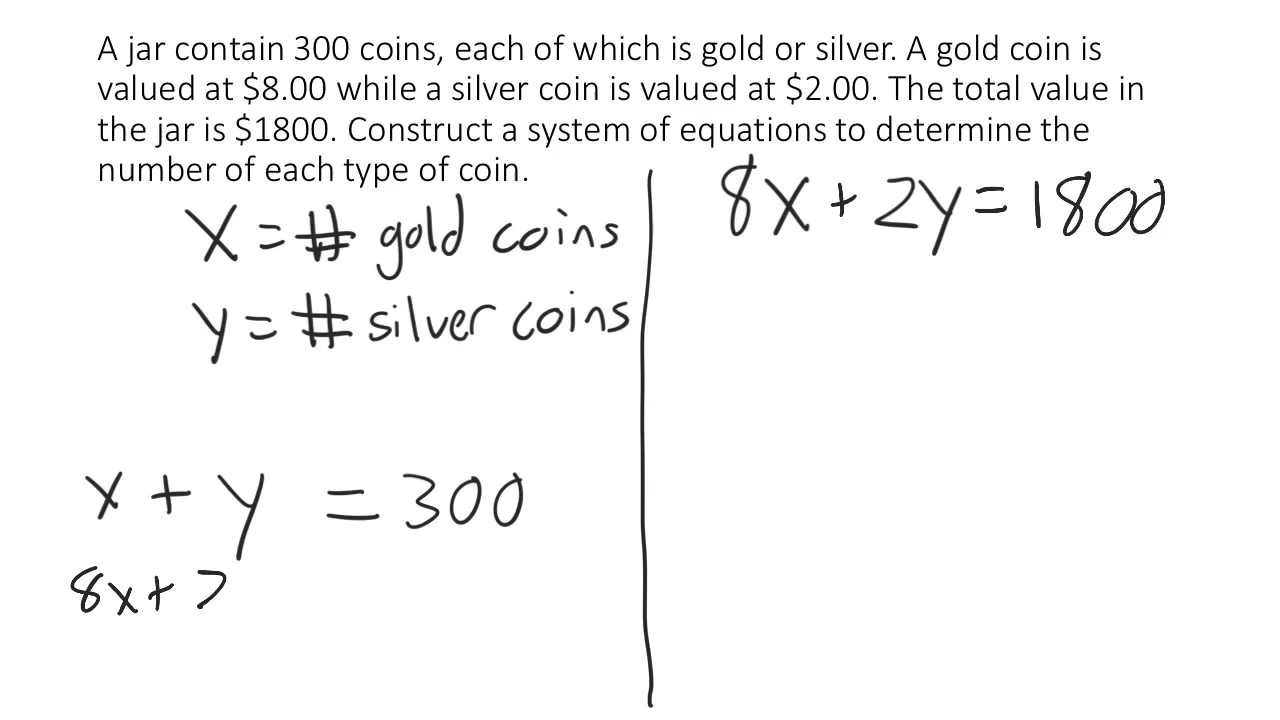 A jar contain 300 coins, each of which is gold or silver. A gold coin is
valued at $8.00 while a silver coin is valued at $2.00. The total value in
the jar is $1800. Construct a system of equations to determine the
number of each type of coin.
X = # gold coins
y = # silver coins
x + y = 300
8x + 2
8X + 2y = 1800